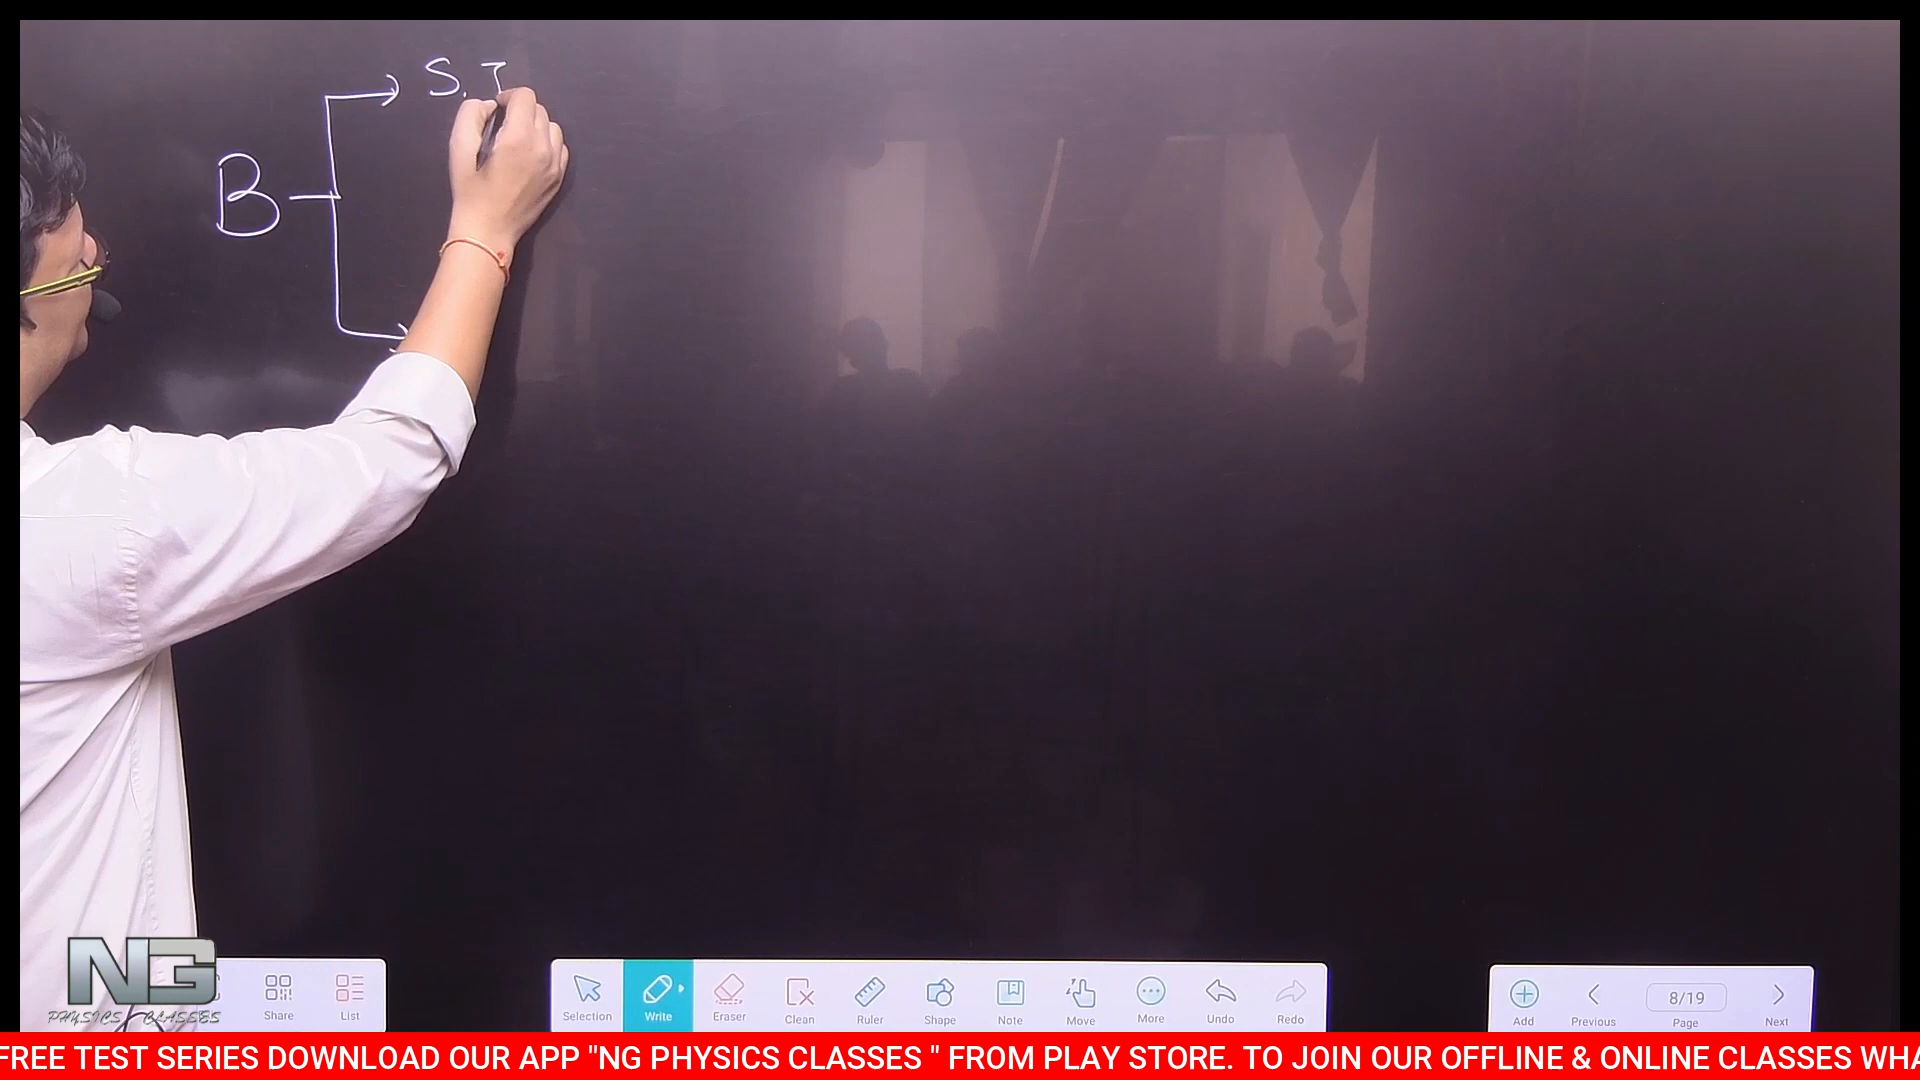 S. I
B
NG
PHYSICS CLASSES
Share
List
Selection
Write
Eraser
Clean
Ruler
Shape
Note
Move
More
Undo
Redo
Add
Previous
8/19
Page
Next
FREE TEST SERIES DOWNLOAD OUR APP "NG PHYSICS CLASSES " FROM PLAY STORE. TO JOIN OUR OFFLINE & ONLINE CLASSES WHA